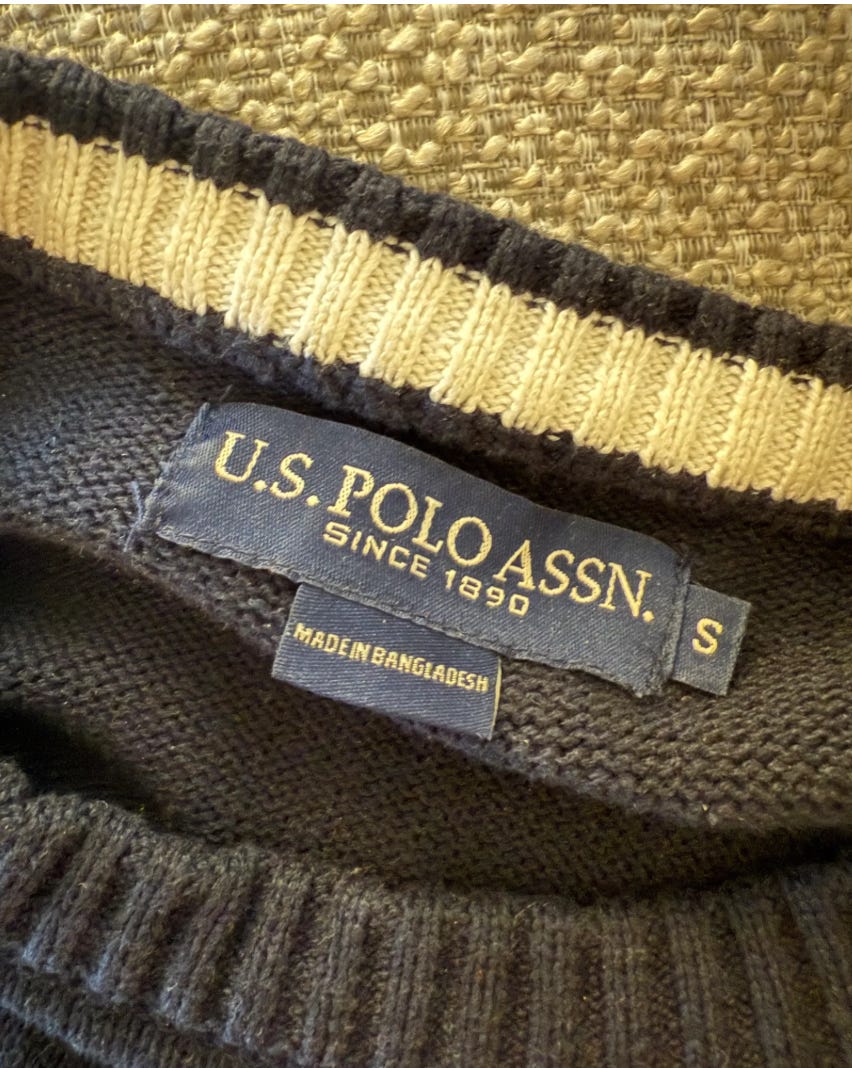 U.S. POLO ASSN.
SINCE 1890
S
MADE IN BANGLADESH